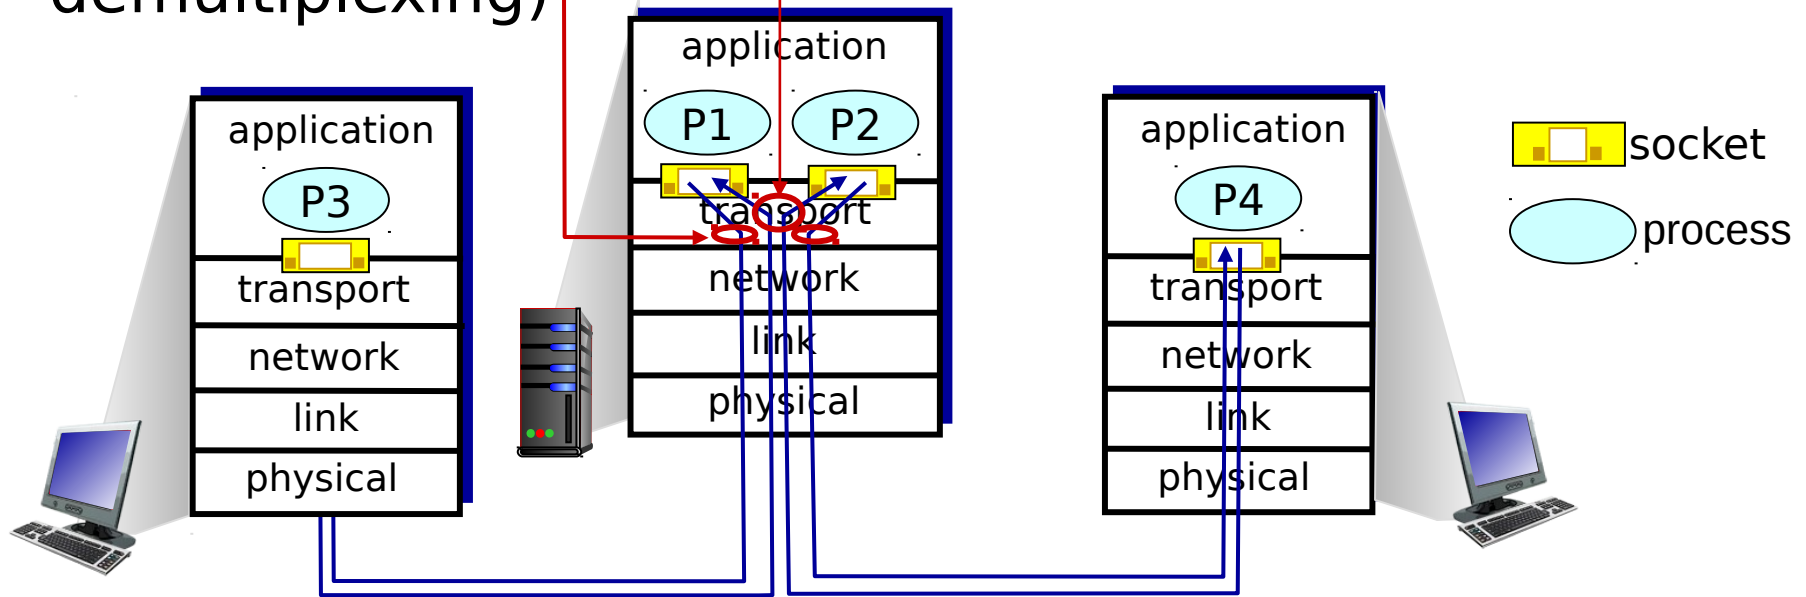 demultiplexing)
application
P1
P2
transport
network
link
physical
application
P3
transport
network
link
physical
application
P4
transport
network
link
physical
socket
process